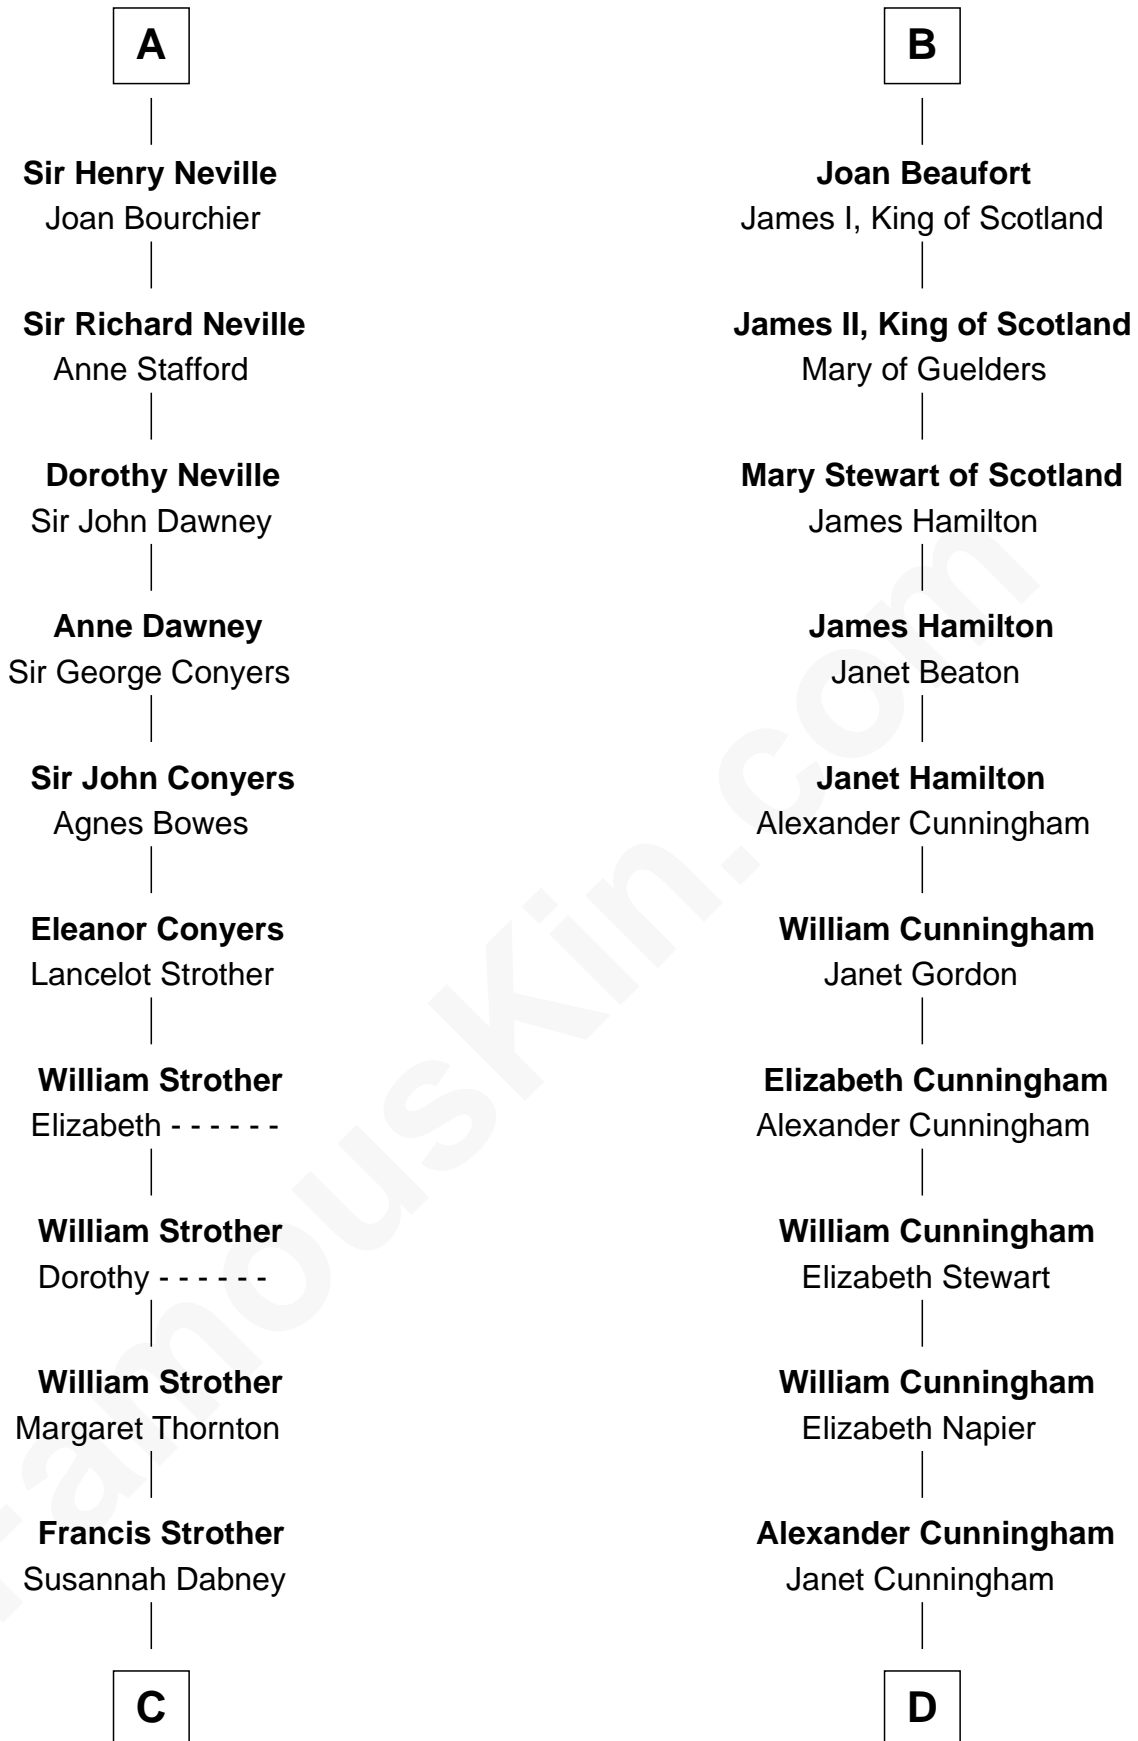 A
Sir Henry Neville
Joan Bourchier
Sir Richard Neville
Anne Stafford
Dorothy Neville
Sir John Dawney
Anne Dawney
Sir George Conyers
Sir John Conyers
Agnes Bowes
Eleanor Conyers
Lancelot Strother
William Strother
Elizabeth - - - - - -
William Strother
Dorothy - - - - - -
William Strother
Margaret Thornton
Francis Strother
Susannah Dabney
C
B
Joan Beaufort
James I, King of Scotland
James II, King of Scotland
Mary of Guelders
Mary Stewart of Scotland
James Hamilton
James Hamilton
Janet Beaton
Janet Hamilton
Alexander Cunningham
William Cunningham
Janet Gordon
Elizabeth Cunningham
Alexander Cunningham
William Cunningham
Elizabeth Stewart
William Cunningham
Elizabeth Napier
Alexander Cunningham
Janet Cunningham
D
FamousKin.com